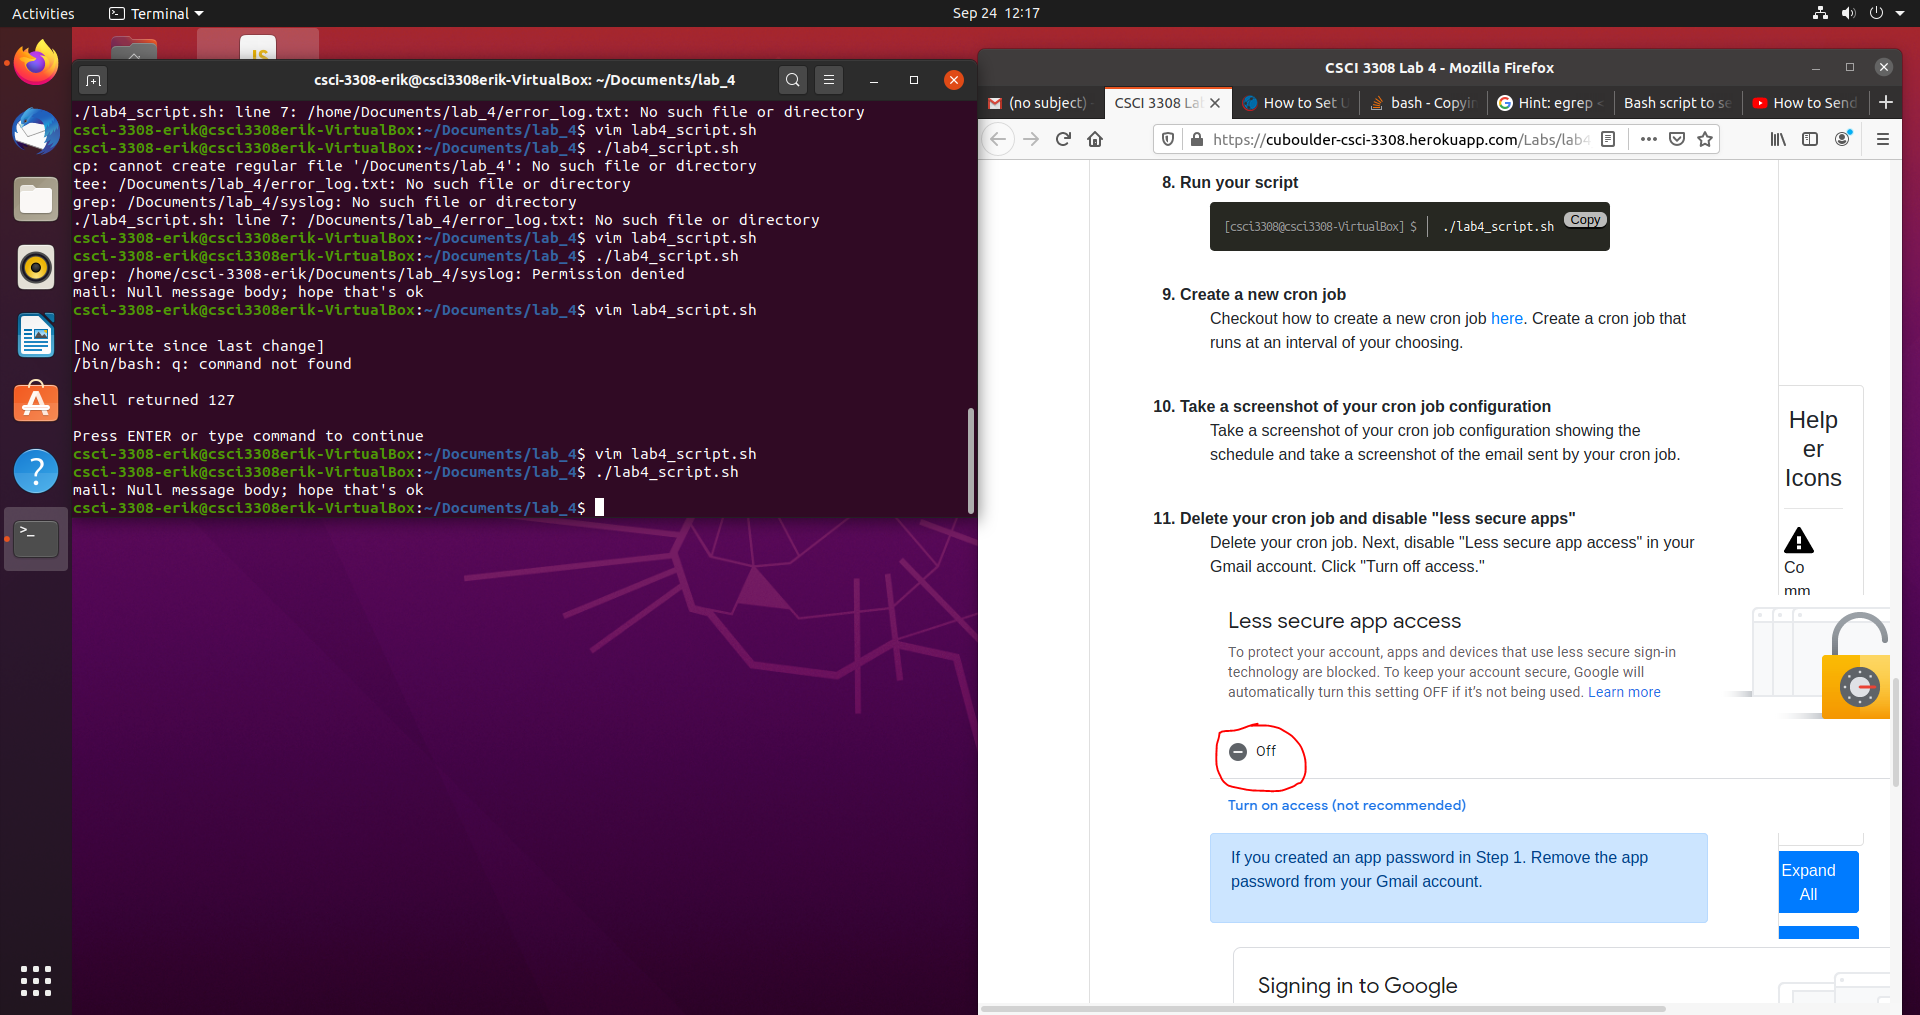 Activities
Terminal
Sep 24 12:17
JS
csci-3308-erik@csci3308erik-VirtualBox: ~/Documents/lab_4
./lab4_script.sh: line 7: /home/Documents/lab_4/error_log.txt: No such file or directory
csci-3308-erik@csci3308erik-VirtualBox:~/Documents/lab_4$ vim lab4_script.sh
csci-3308-erik@csci3308erik-VirtualBox:~/Documents/lab_4$ ./lab4_script.sh
cp: cannot create regular file '/Documents/lab_4': No such file or directory
tee: /Documents/lab_4/error_log.txt: No such file or directory
grep: /Documents/lab_4/syslog: No such file or directory
./lab4_script.sh: line 7: /Documents/lab_4/error_log.txt: No such file or directory
csci-3308-erik@csci3308erik-VirtualBox:~/Documents/lab_4$ vim lab4_script.sh
csci-3308-erik@csci3308erik-VirtualBox:~/Documents/lab_4$ ./lab4_script.sh
grep: /home/csci-3308-erik/Documents/lab_4/syslog: Permission denied
mail: Null message body; hope that's ok
csci-3308-erik@csci3308erik-VirtualBox:~/Documents/lab_4$ vim lab4_script.sh
[No write since last change]
/bin/bash: q: command not found
shell returned 127
Press ENTER or type command to continue
csci-3308-erik@csci3308erik-VirtualBox:~/Documents/lab_4$ vim lab4_script.sh
csci-3308-erik@csci3308erik-VirtualBox:~/Documents/lab_4$ ./lab4_script.sh
mail: Null message body; hope that's ok
csci-3308-erik@csci3308erik-VirtualBox:~/Documents/lab_4$
CSCI 3308 Lab 4 - Mozilla Firefox
(no subject)
CSCI 3308 La
How to Set U
bash - Copyin
Hint: egrep <
Bash script to se
How to Send
https://cuboulder-csci-3308.herokuapp.com/Labs/lab4
8. Run your script
[csci3308@csci3308-VirtualBox] $ ./lab4_script.sh
Copy
9. Create a new cron job
Checkout how to create a new cron job here. Create a cron job that
runs at an interval of your choosing.
10. Take a screenshot of your cron job configuration
Take a screenshot of your cron job configuration showing the
schedule and take a screenshot of the email sent by your cron job.
11. Delete your cron job and disable "less secure apps"
Delete your cron job. Next, disable "Less secure app access" in your
Gmail account. Click "Turn off access."
Less secure app access
To protect your account, apps and devices that use less secure sign-in
technology are blocked. To keep your account secure, Google will
automatically turn this setting OFF if it's not being used. Learn more
Off
Turn on access (not recommended)
If you created an app password in Step 1. Remove the app
password from your Gmail account.
Signing in to Google
Help
er
Icons
Co
mm
Expand
All